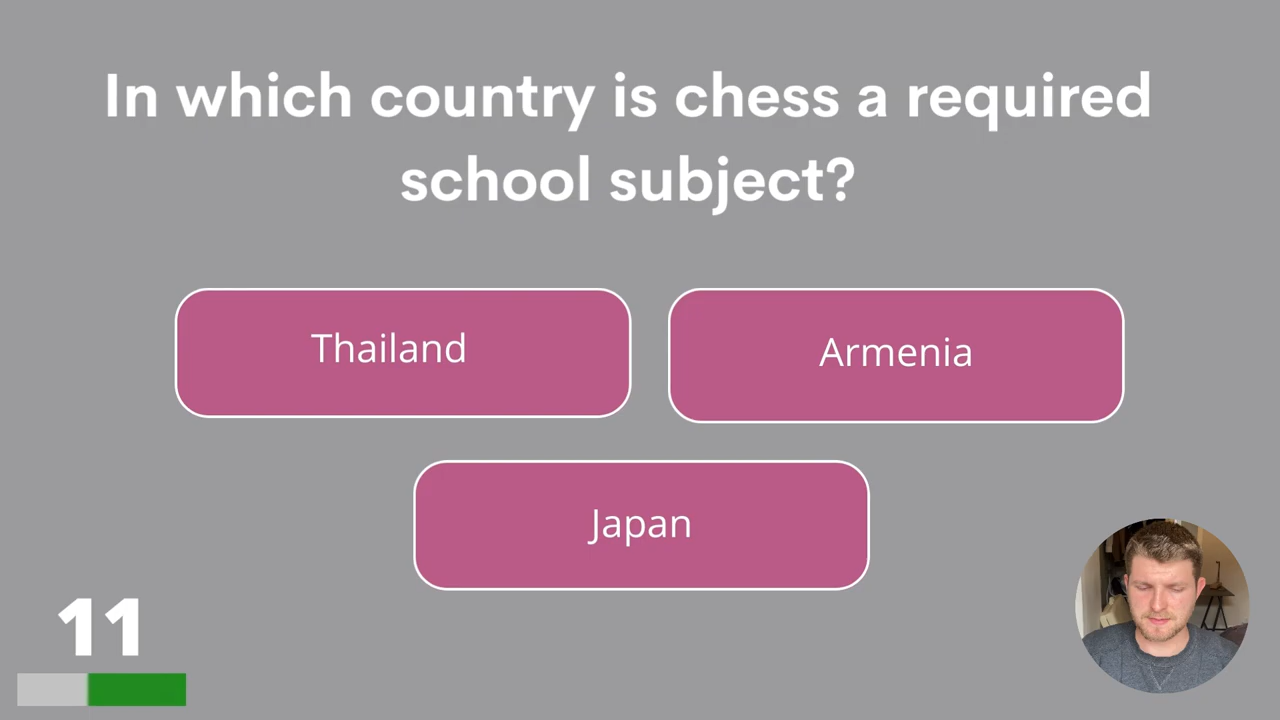 In which country is chess a required
school subject?
Thailand
Armenia
Japan
11